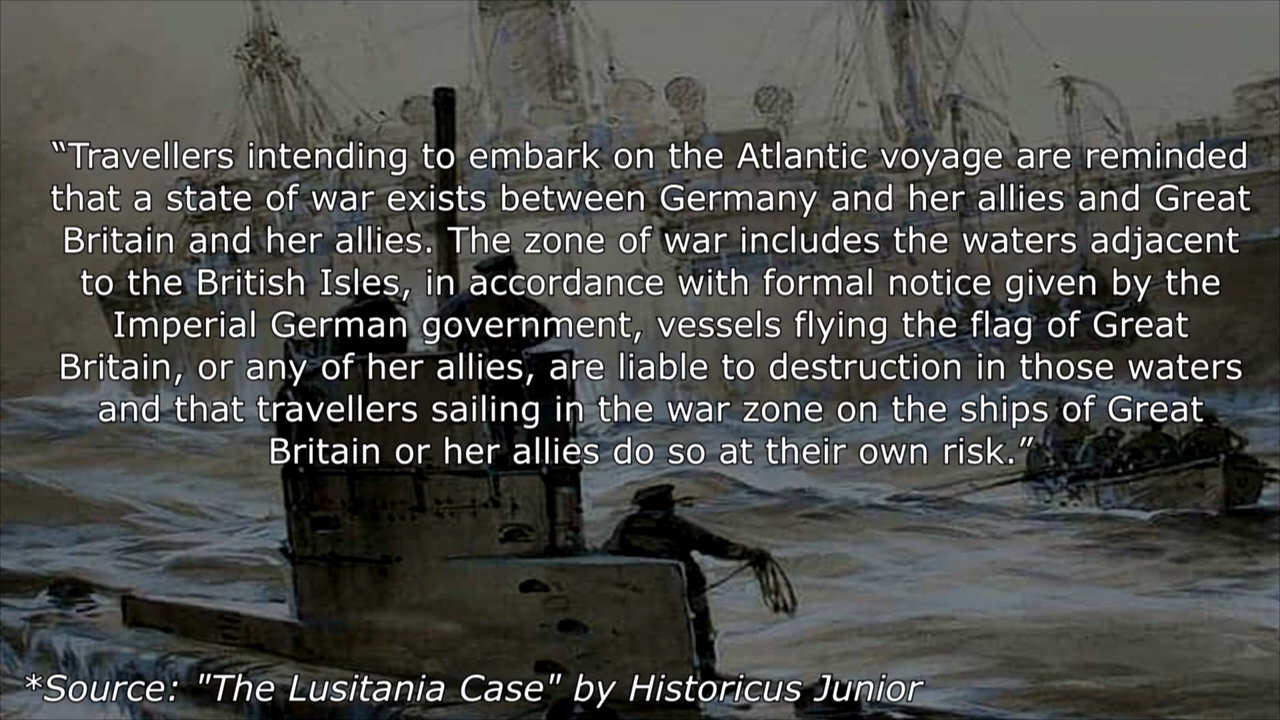 “Travellers intending to embark on the Atlantic voyage are reminded
that a state of war exists between Germany and her allies and Great
Britain and her allies. The zone of war includes the waters adjacent
to the British Isles, in accordance with formal notice given by the
Imperial German government, vessels flying the flag of Great
Britain, or any of her allies, are liable to destruction in those waters
and that travellers sailing in the war zone on the ships of Great
Britain or her allies do so at their own risk.”
*Source: "The Lusitania Case" by Historicus Junior